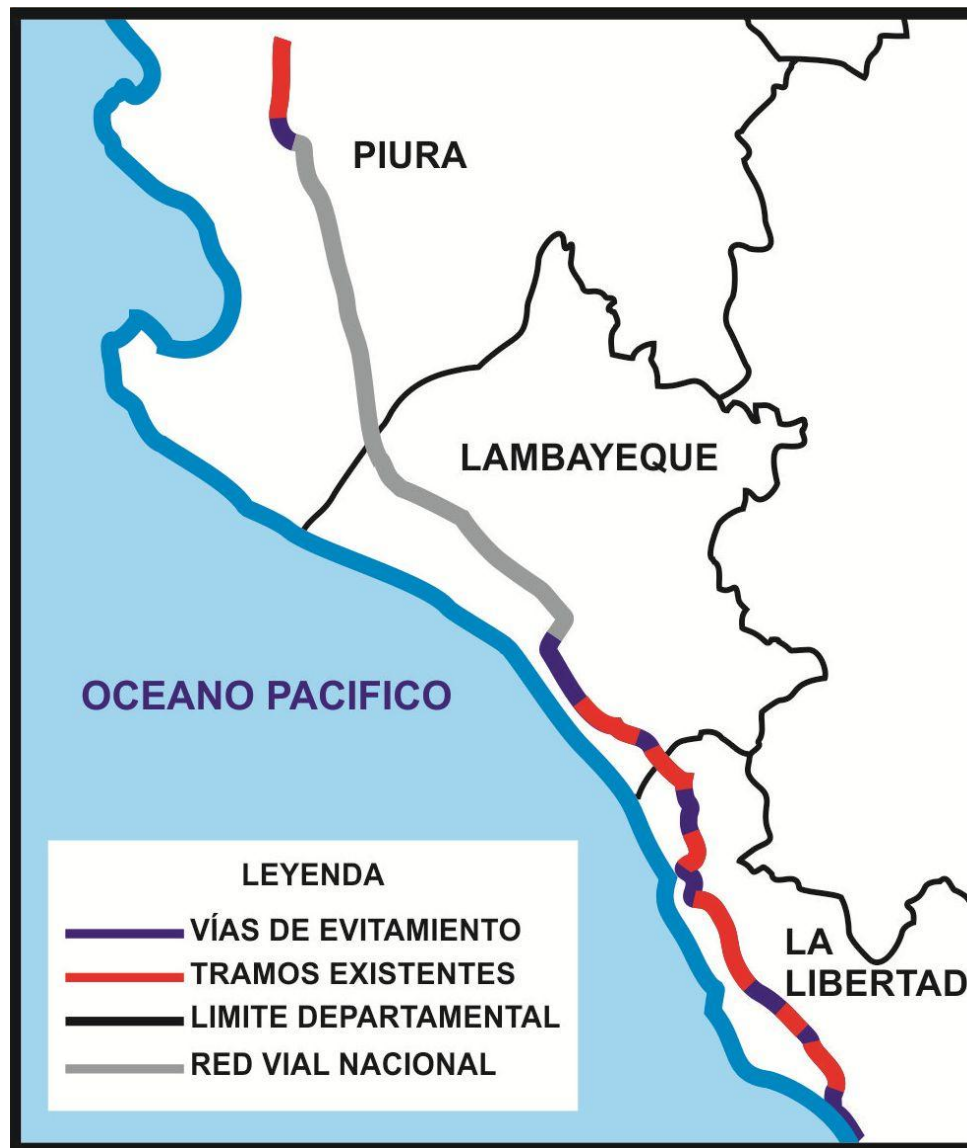 PIURA
LAMBAYEQUE
OCEANO PACIFICO
LA
LIBERTAD
LEYENDA
VÍAS DE EVITAMIENTO
TRAMOS EXISTENTES
LIMITE DEPARTAMENTAL
RED VIAL NACIONAL